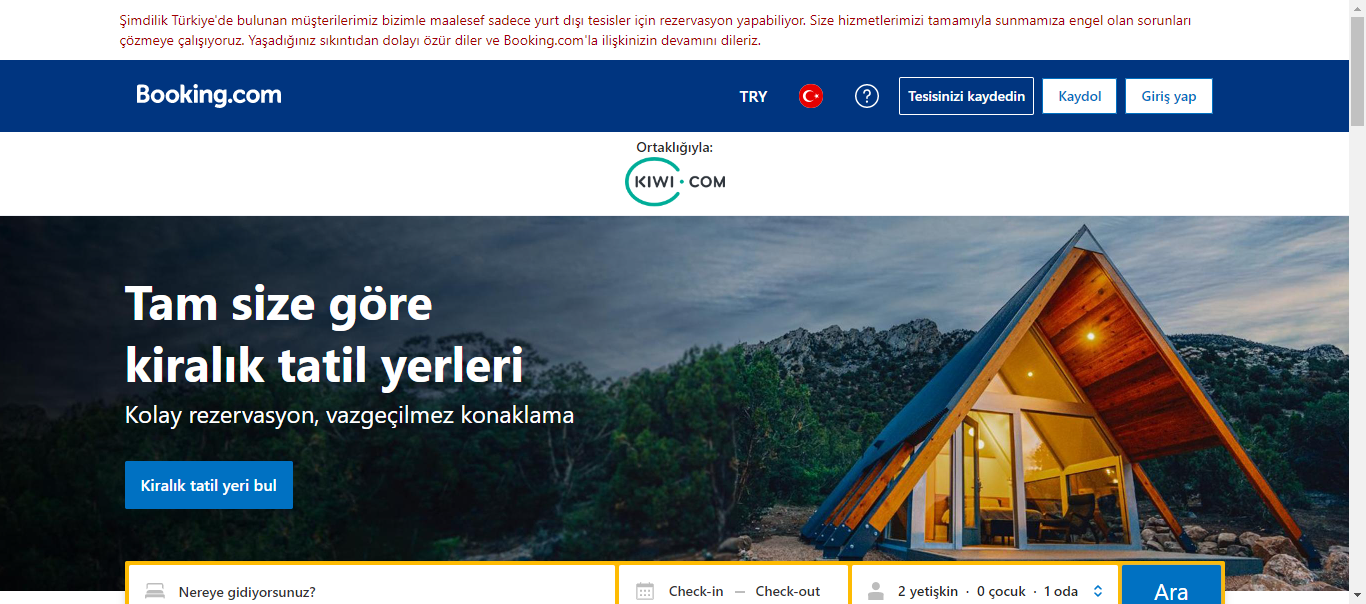 Şimdilik Türkiye'de bulunan müşterilerimiz bizimle maalesef sadece yurt dışı tesisler için rezervasyon yapabiliyor. Size hizmetlerimizi tamamıyla sunmamıza engel olan sorunları
çözmeye çalışıyoruz. Yaşadığınız sıkıntıdan dolayı özür diler ve Booking.com'la ilişkinizin devamını dileriz.
Booking.com TRY ? Tesisinizi kaydedin Kaydol Giriş yap
Ortaklığıyla:
KIWI·COM
Tam size göre
kiralık tatil yerleri
Kolay rezervasyon, vazgeçilmez konaklama
Kiralık tatil yeri bul
Nereye gidiyorsunuz? Check-in — Check-out 2 yetişkin · 0 çocuk · 1 oda Ara